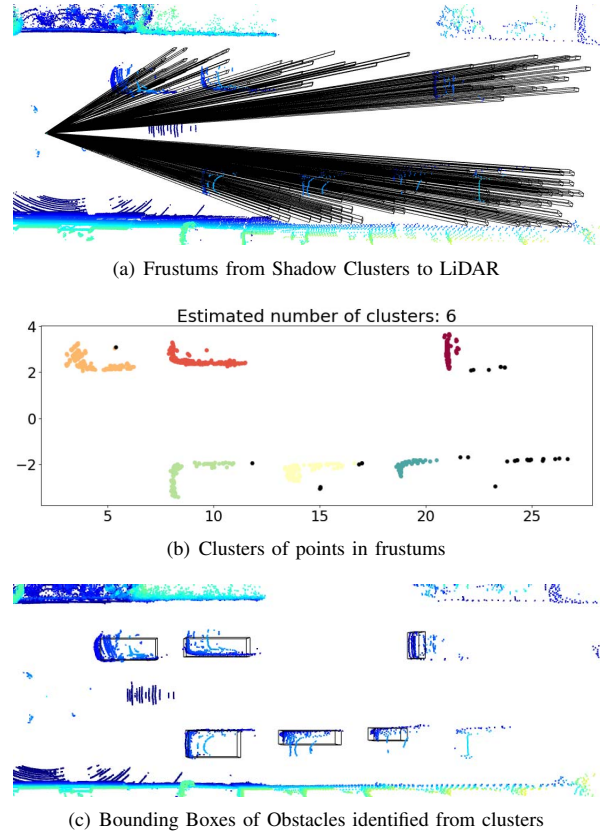 (a) Frustums from Shadow Clusters to LiDAR
Estimated number of clusters: 6
4
2
0
−2
5
10
15
20
25
(b) Clusters of points in frustums
(c) Bounding Boxes of Obstacles identified from clusters